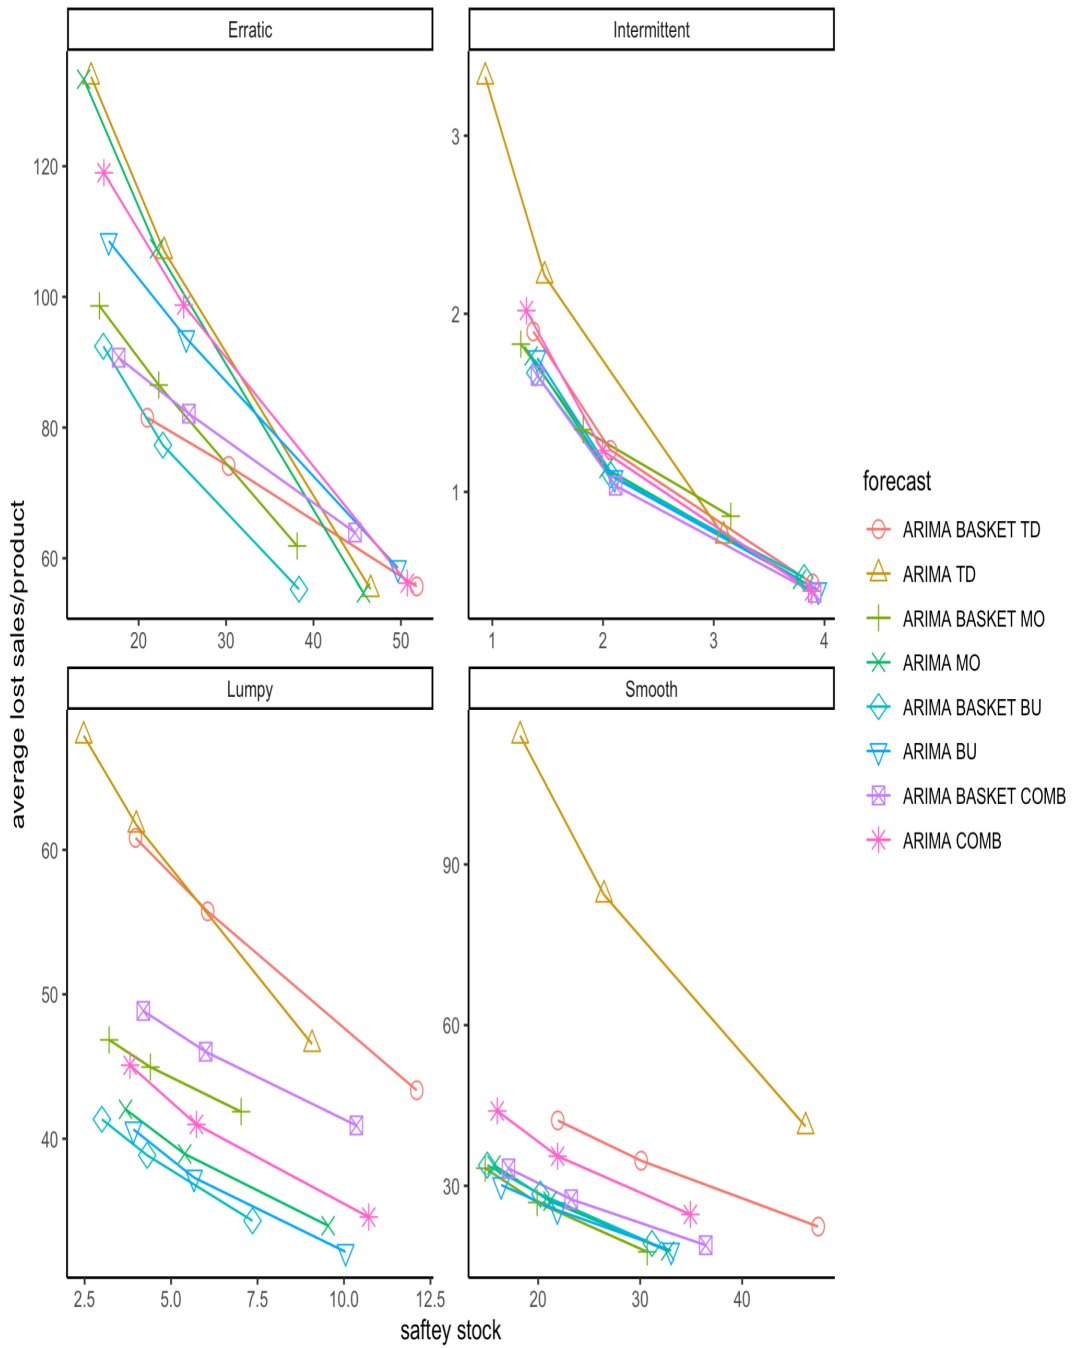 Erratic
Intermittent
120
100
80
60
20
30
40
50
3
2
1
1
2
3
4
average lost sales/product
Lumpy
Smooth
60
50
40
2.5
5.0
7.5
10.0
12.5
90
60
30
20
30
40
saftey stock
forecast
ARIMA BASKET TD
ARIMA TD
ARIMA BASKET MO
ARIMA MO
ARIMA BASKET BU
ARIMA BU
ARIMA BASKET COMB
ARIMA COMB